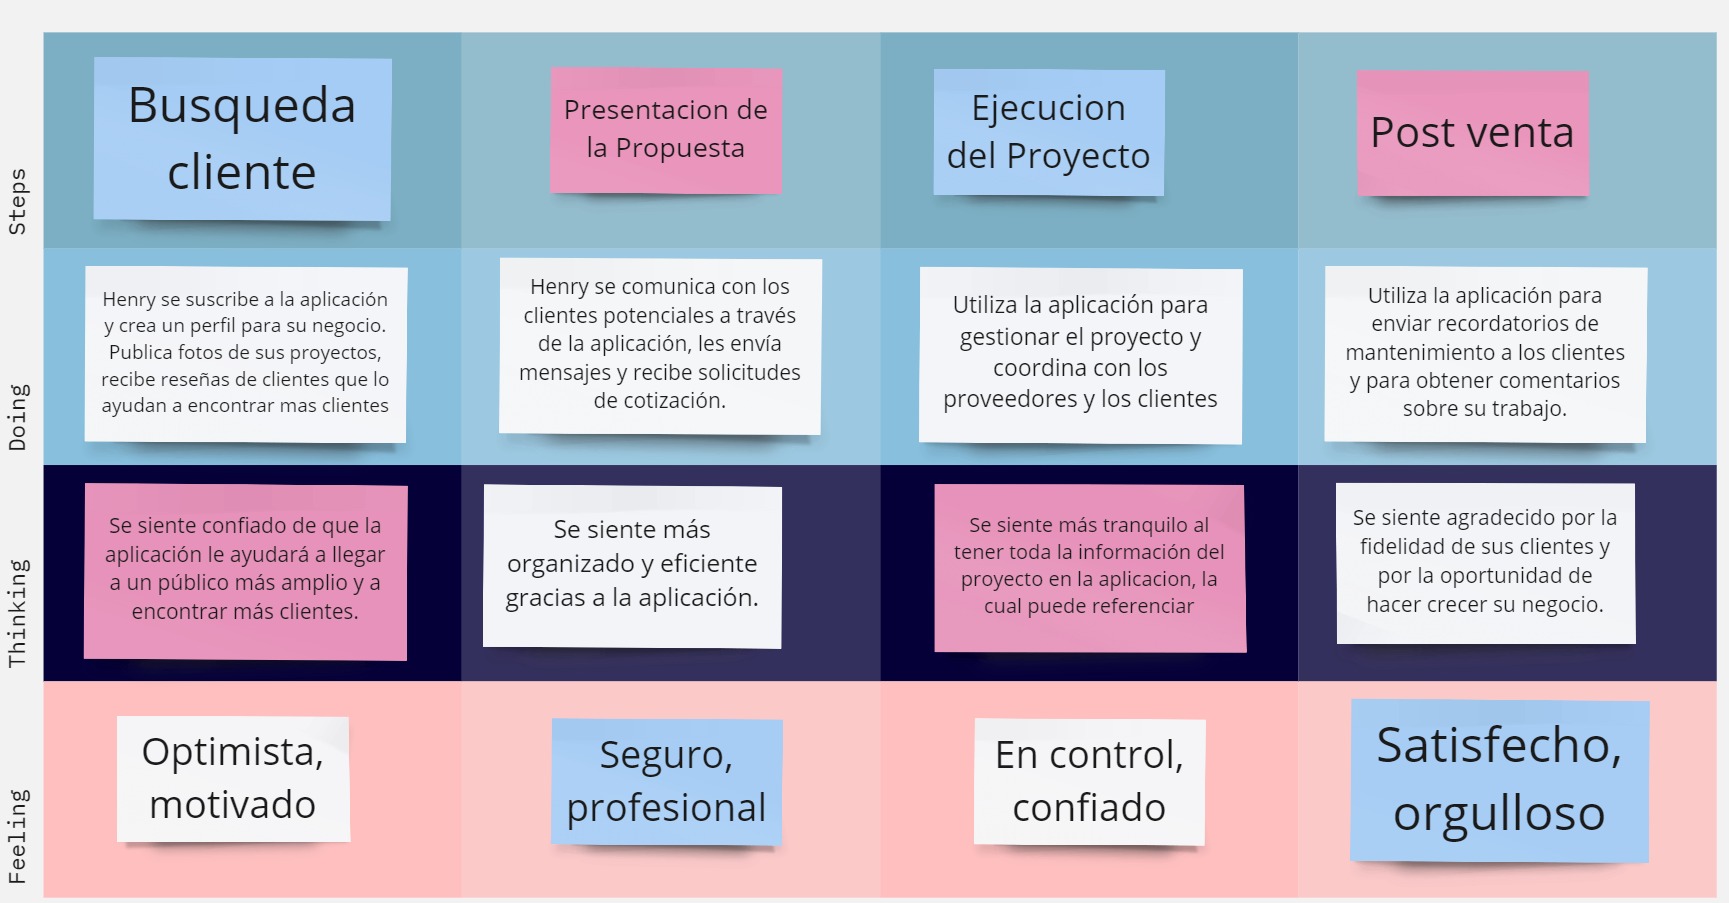 Steps
Busqueda
cliente
Presentacion de
la Propuesta
Ejecucion
del Proyecto
Post venta
Doing
Henry se suscribe a la aplicación
y crea un perfil para su negocio.
Publica fotos de sus proyectos,
recibe reseñas de clientes que lo
ayudan a encontrar mas clientes
Henry se comunica con los
clientes potenciales a través
de la aplicación, les envía
mensajes y recibe solicitudes
de cotización.
Utiliza la aplicación para
gestionar el proyecto y
coordina con los
proveedores y los clientes
Utiliza la aplicación para
enviar recordatorios de
mantenimiento a los clientes
y para obtener comentarios
sobre su trabajo.
Thinking
Se siente confiado de que la
aplicación le ayudará a llegar
a un público más amplio y a
encontrar más clientes.
Se siente más
organizado y eficiente
gracias a la aplicación.
Se siente más tranquilo al
tener toda la información del
proyecto en la aplicacion, la
cual puede referenciar
Se siente agradecido por la
fidelidad de sus clientes y
por la oportunidad de
hacer crecer su negocio.
Feeling
Optimista,
motivado
Seguro,
profesional
En control,
confiado
Satisfecho,
orgulloso